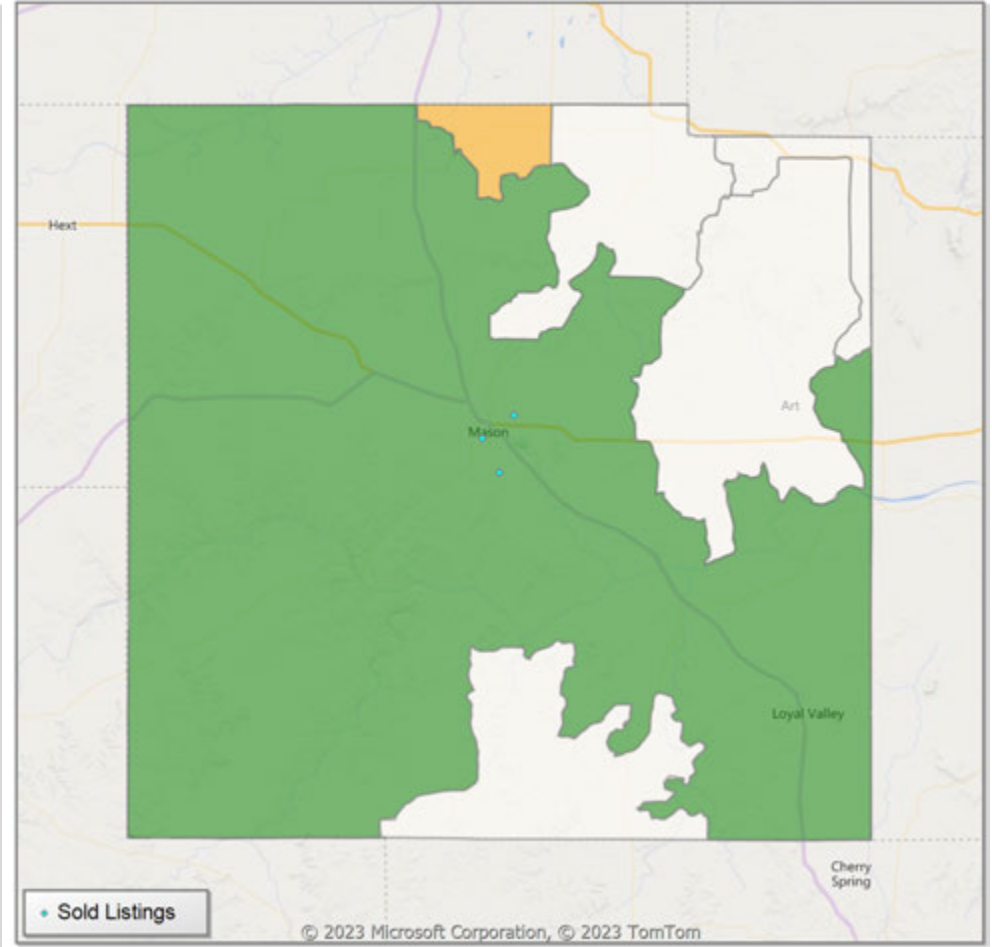 Hext
Art
Mason
Loyal Valley
Cherry
Spring
Sold Listings
© 2023 Microsoft Corporation, © 2023 TomTom